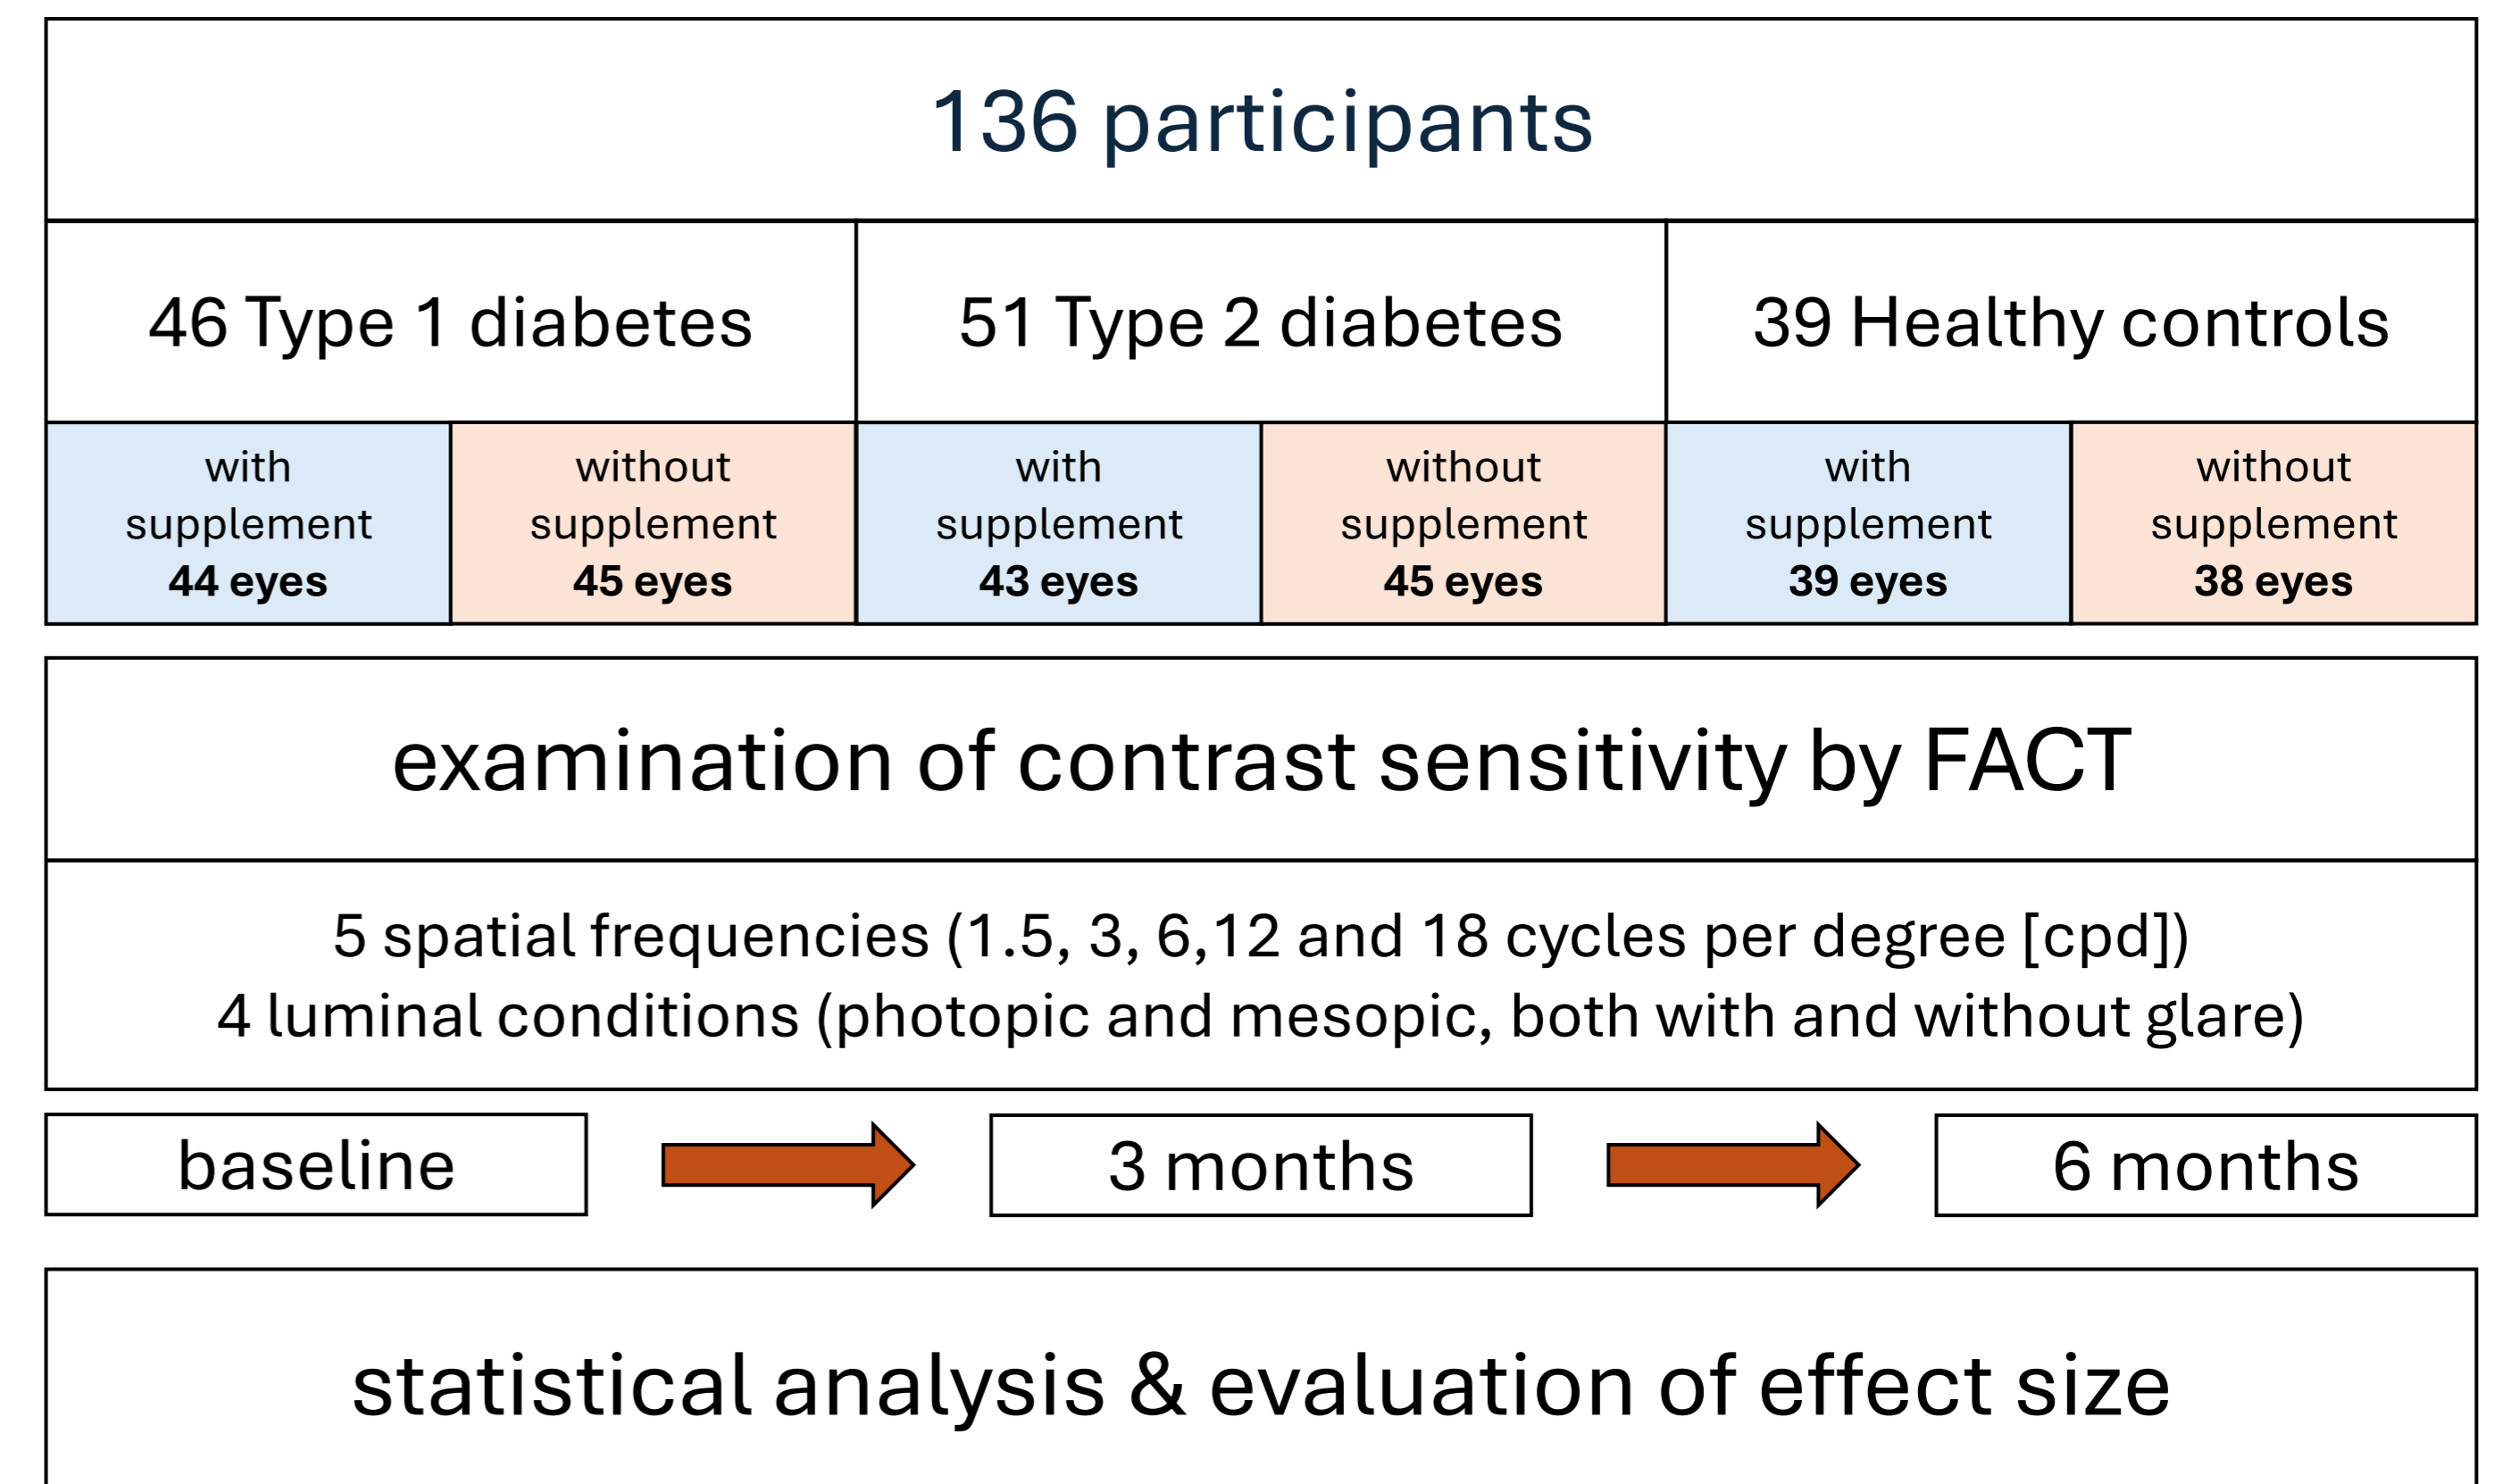 136 participants
46 Type 1 diabetes
51 Type 2 diabetes
39 Healthy controls
with
supplement
44 eyes
without
supplement
45 eyes
with
supplement
43 eyes
without
supplement
45 eyes
with
supplement
39 eyes
without
supplement
38 eyes
examination of contrast sensitivity by FACT
5 spatial frequencies (1.5, 3, 6,12 and 18 cycles per degree [cpd])
4 luminal conditions (photopic and mesopic, both with and without glare)
baseline
3 months
6 months
statistical analysis & evaluation of effect size